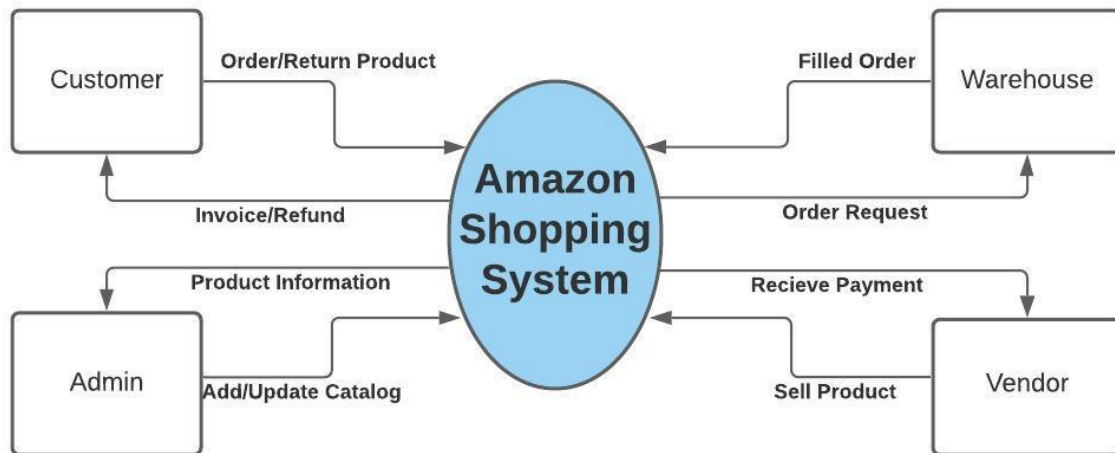 Customer
Order/Return Product
Filled Order
Warehouse
Amazon
Shopping
System
Invoice/Refund
Order Request
Product Information
Recieve Payment
Admin
Add/Update Catalog
Sell Product
Vendor